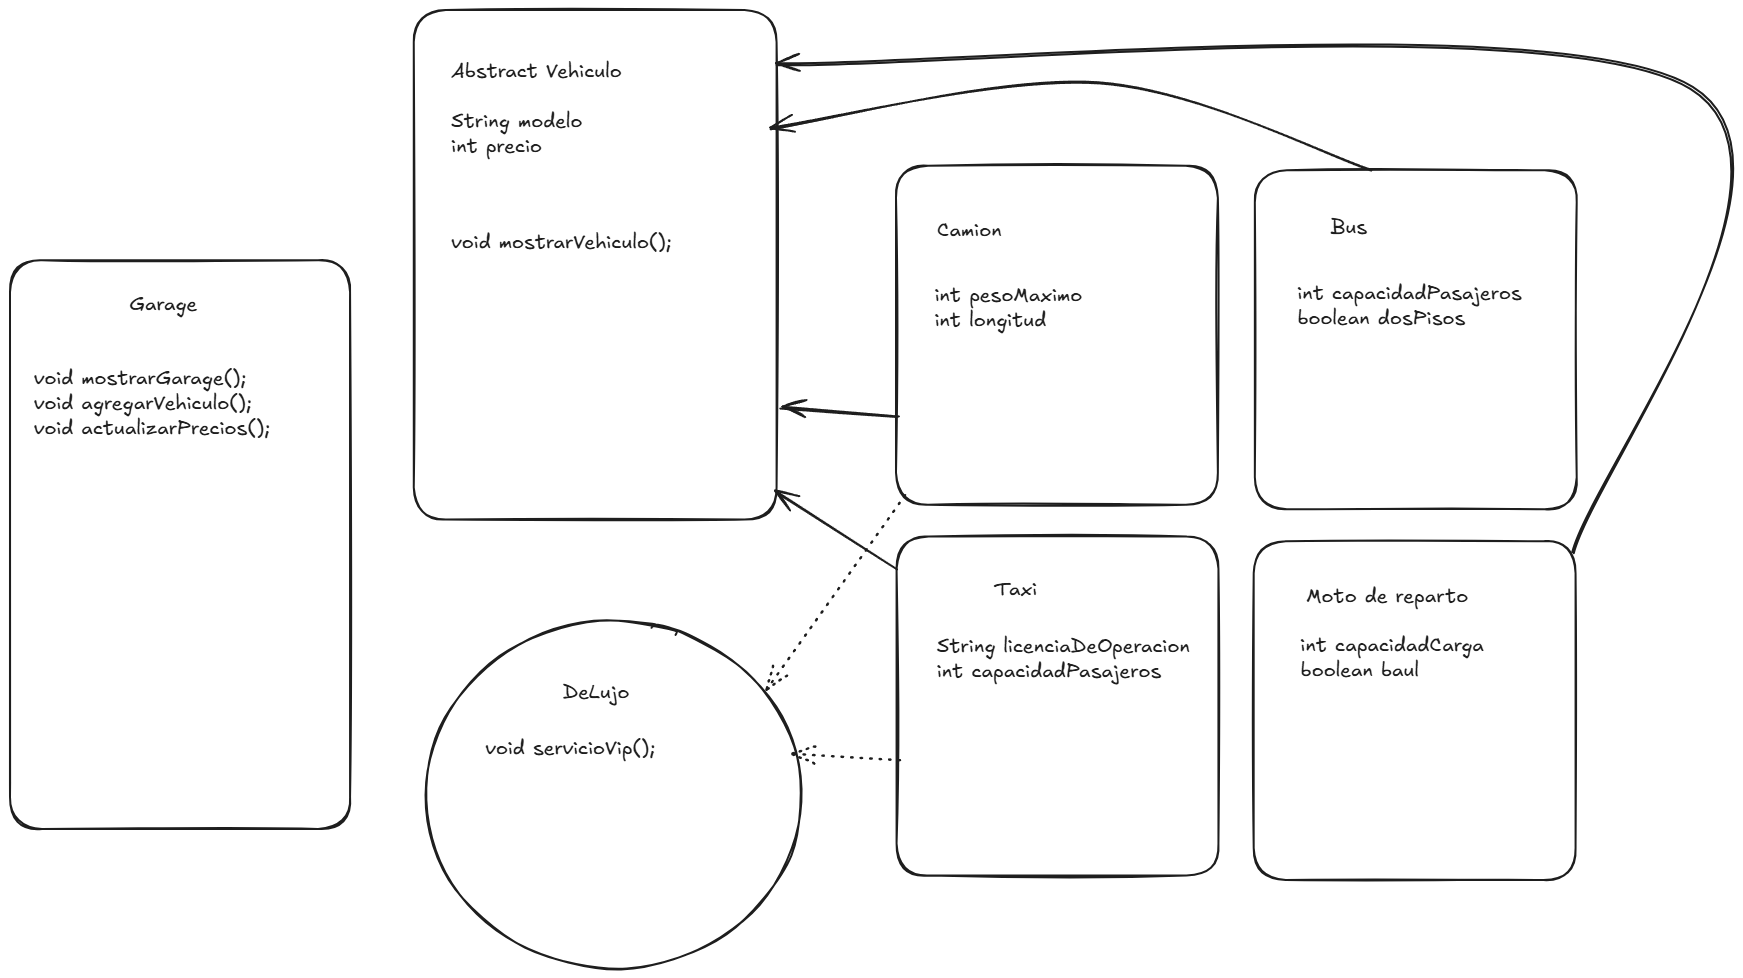 Abstract Vehiculo
String modelo
int precio
void mostrarVehiculo();
Garage
void mostrarGarage();
void agregarVehiculo();
void actualizarPrecios();
Camion
int pesoMaximo
int longitud
Bus
int capacidadPasajeros
boolean dosPisos
DeLujo
void servicioVip();
Taxi
String licenciaDeOperacion
int capacidadPasajeros
Moto de reparto
int capacidadCarga
boolean baul